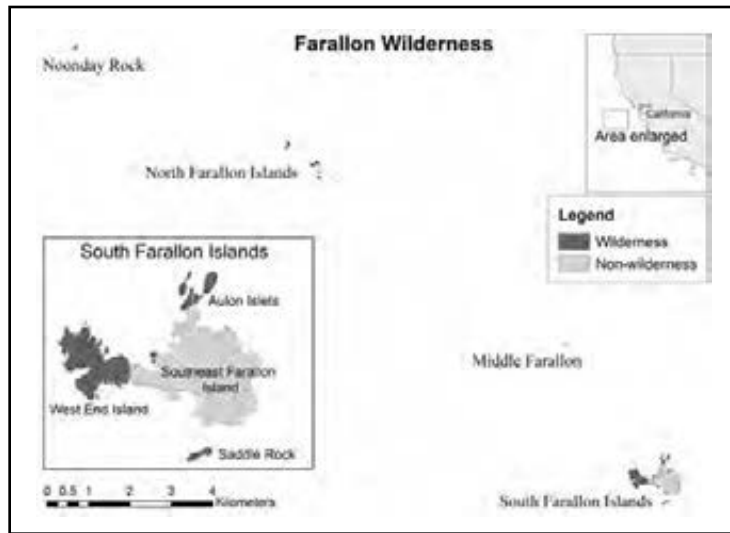 Farallon Wilderness
Noonday Rock
California
Area enlarged
North Farallon Islands
Legend
Wilderness
Non-wilderness
South Farallon Islands
Aulon Islets
Southeast Farallon
Island
West End Island
Saddle Rock
Middle Farallon
0 0.5 1 2 3 4
Kilometers
South Farallon Islands